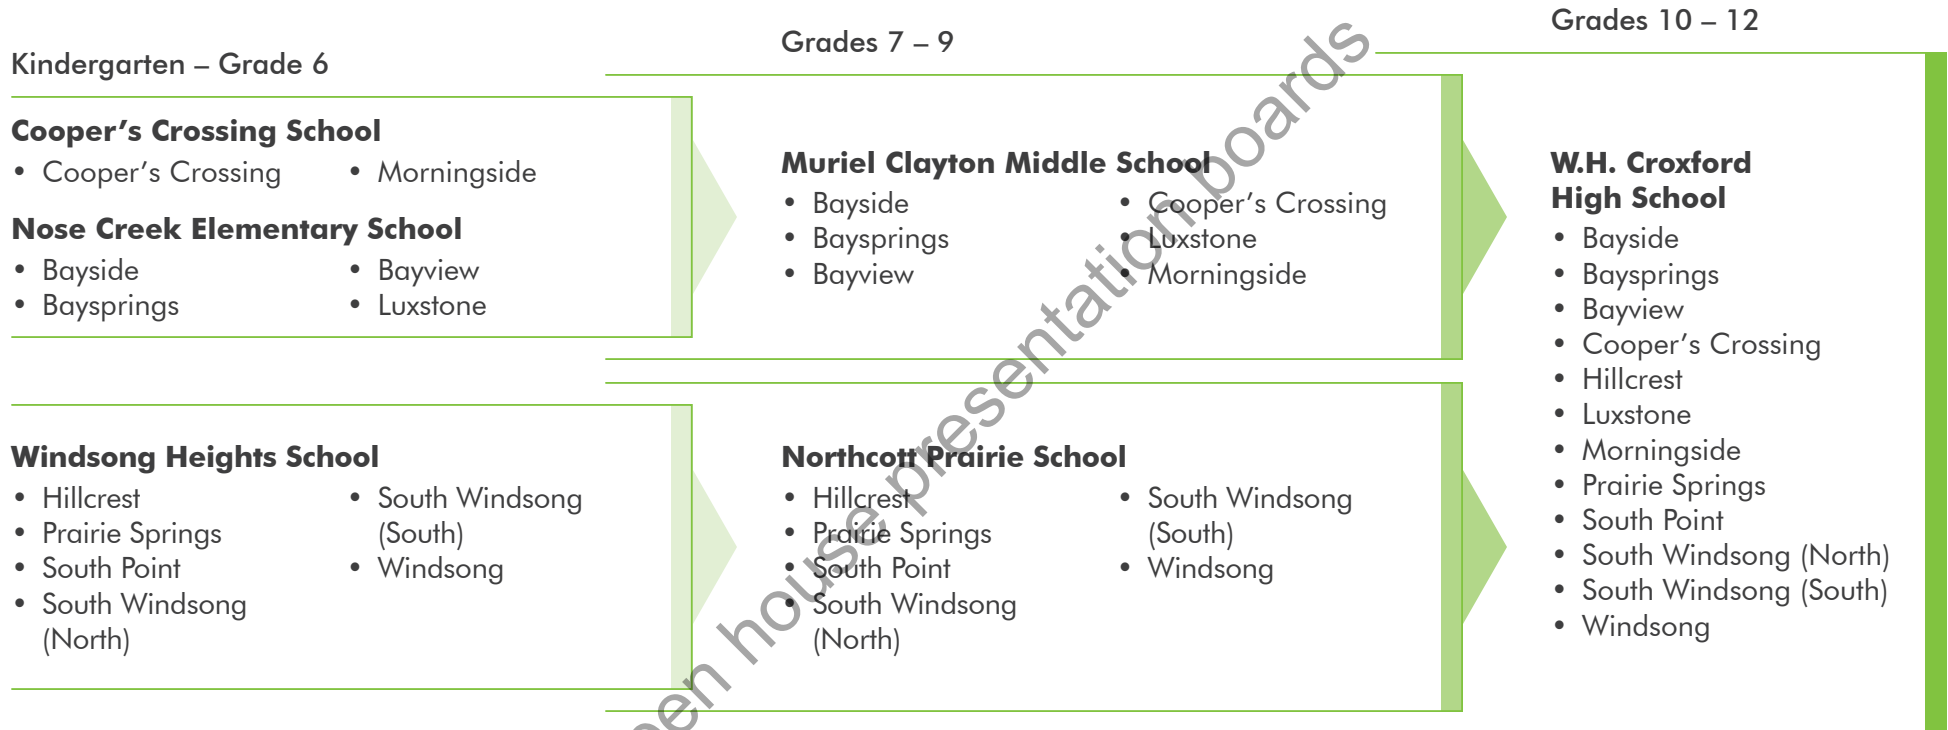 Kindergarten – Grade 6
Cooper’s Crossing School
• Cooper’s Crossing
• Morningside
Nose Creek Elementary School
• Bayside
• Baysprings
• Bayview
• Luxstone
Windsong Heights School
• Hillcrest
• Prairie Springs
• South Point
• South Windsong
(North)
• South Windsong
(South)
• Windsong
Grades 7 – 9
Muriel Clayton Middle School
• Bayside
• Baysprings
• Bayview
• Cooper’s Crossing
• Luxstone
• Morningside
Northcott Prairie School
• Hillcrest
• Prairie Springs
• South Point
• South Windsong
(North)
• South Windsong
(South)
• Windsong
Grades 10 – 12
W.H. Croxford
High School
• Bayside
• Baysprings
• Bayview
• Cooper’s Crossing
• Hillcrest
• Luxstone
• Morningside
• Prairie Springs
• South Point
• South Windsong (North)
• South Windsong (South)
• Windsong
house presentation boards